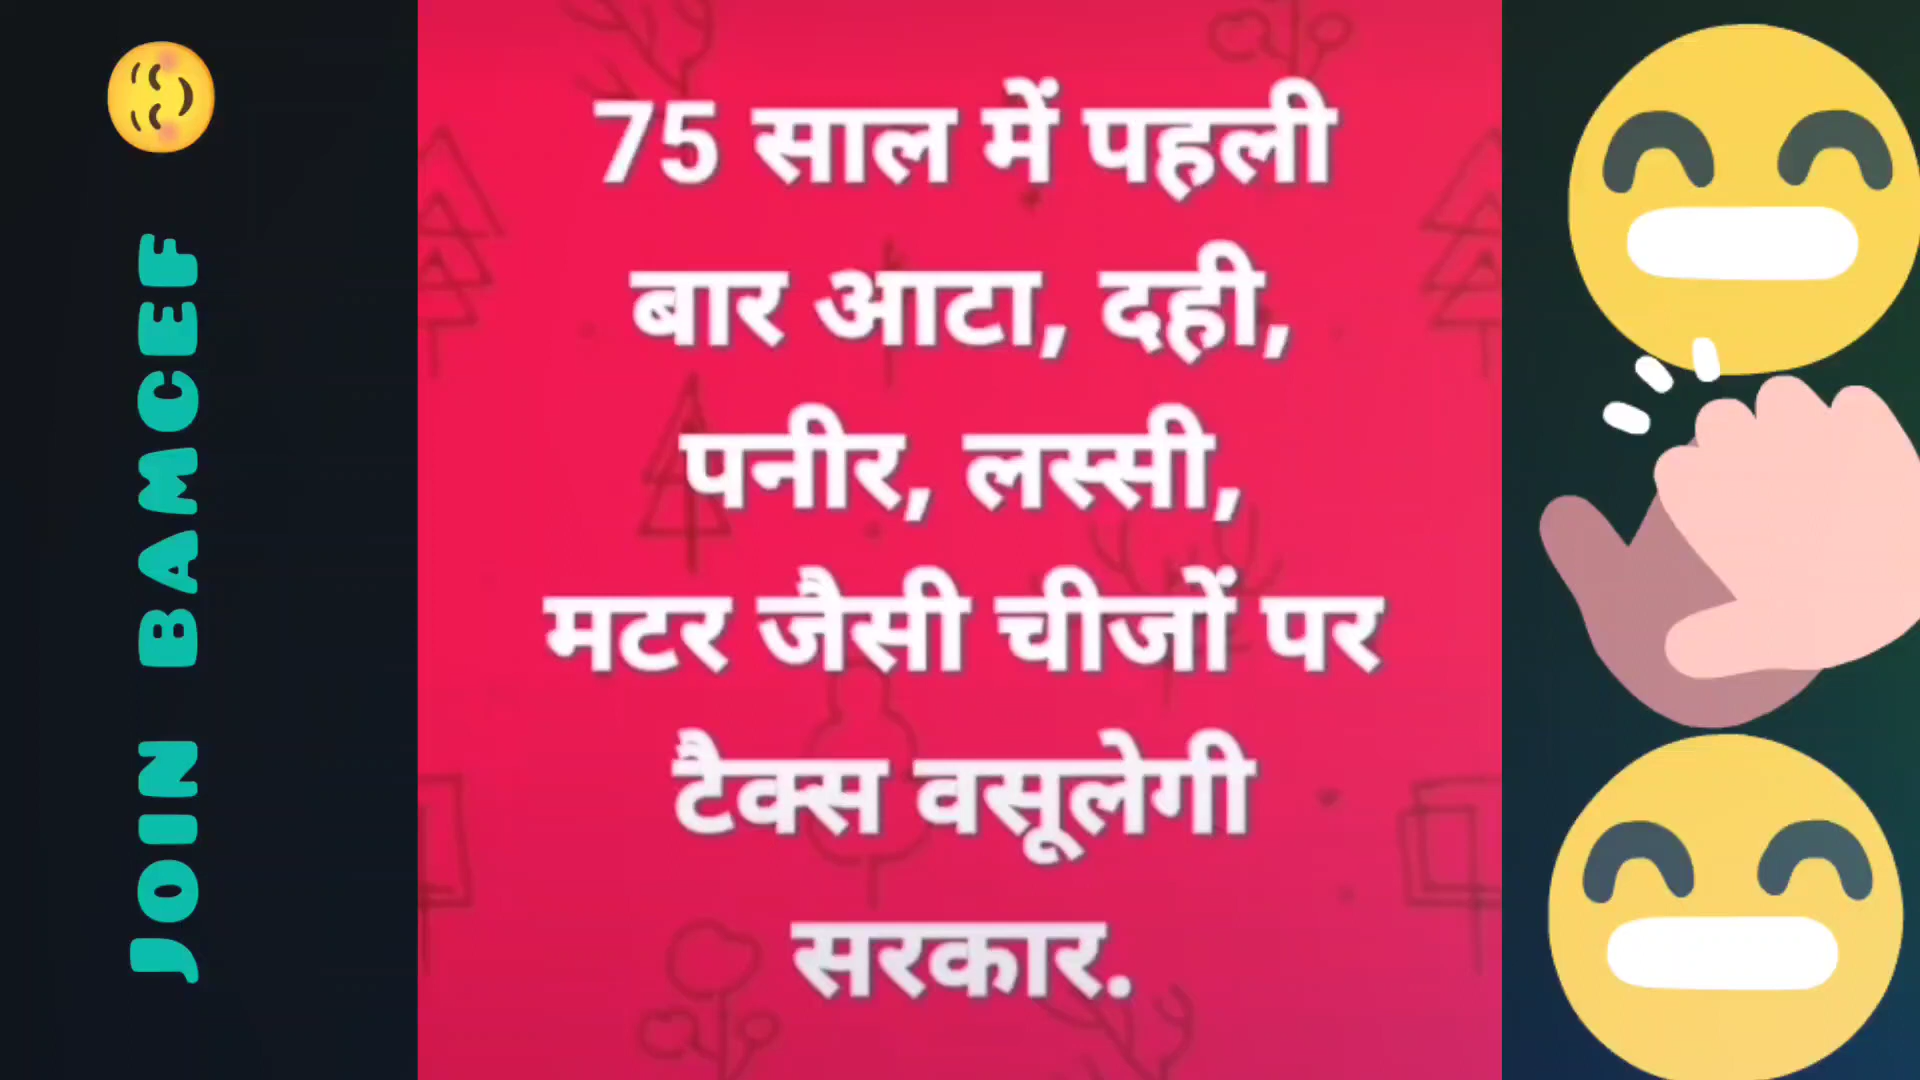 JOIN BAMCEF
75 साल में पहली
बार आटा, दही,
पनीर, लस्सी,
मटर जैसी चीजों पर
टैक्स वसूलेगी
सरकार.